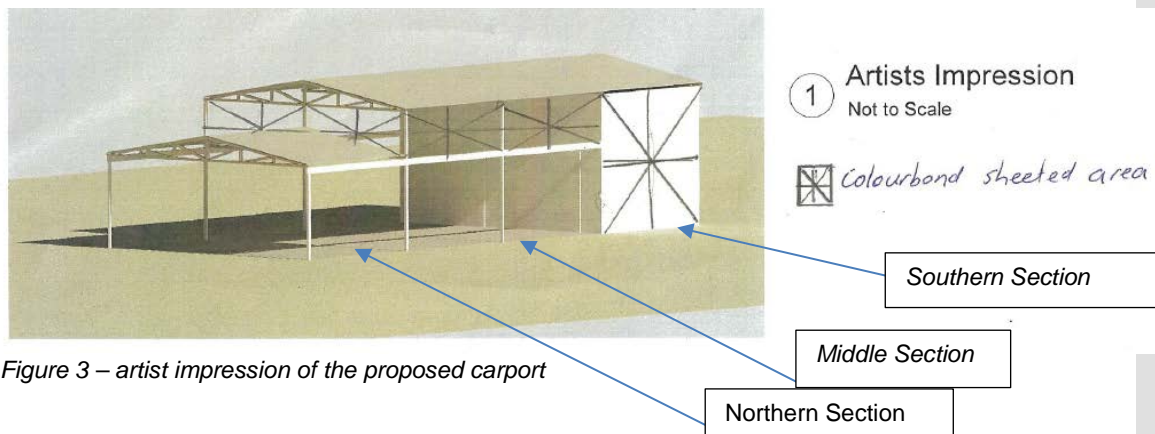 1
Artists Impression
Not to Scale
Colourbond sheeted area
Southern Section
Middle Section
Figure 3 – artist impression of the proposed carport
Northern Section